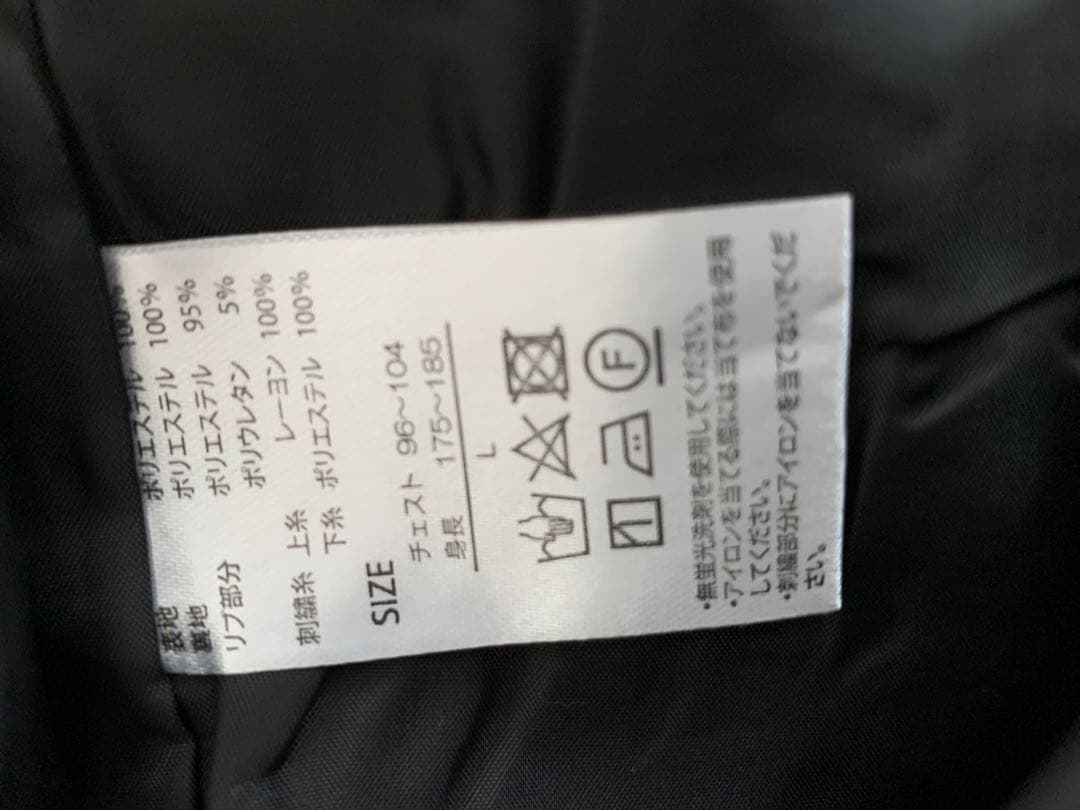 表地 ポリエステル 100%
裏地 ポリエステル 100%
リブ部分 ポリエステル 95%
ポリウレタン 5%
刺繍糸 上糸 レーヨン 100%
下糸 ポリエステル 100%
SIZE
チェスト 96~104
身長 175~185
L
F
・無蛍光洗剤を使用してください。
・アイロンを当てる際には当て布を使用
してください。
・刺繍部分にアイロンを当てないでくだ
さい。